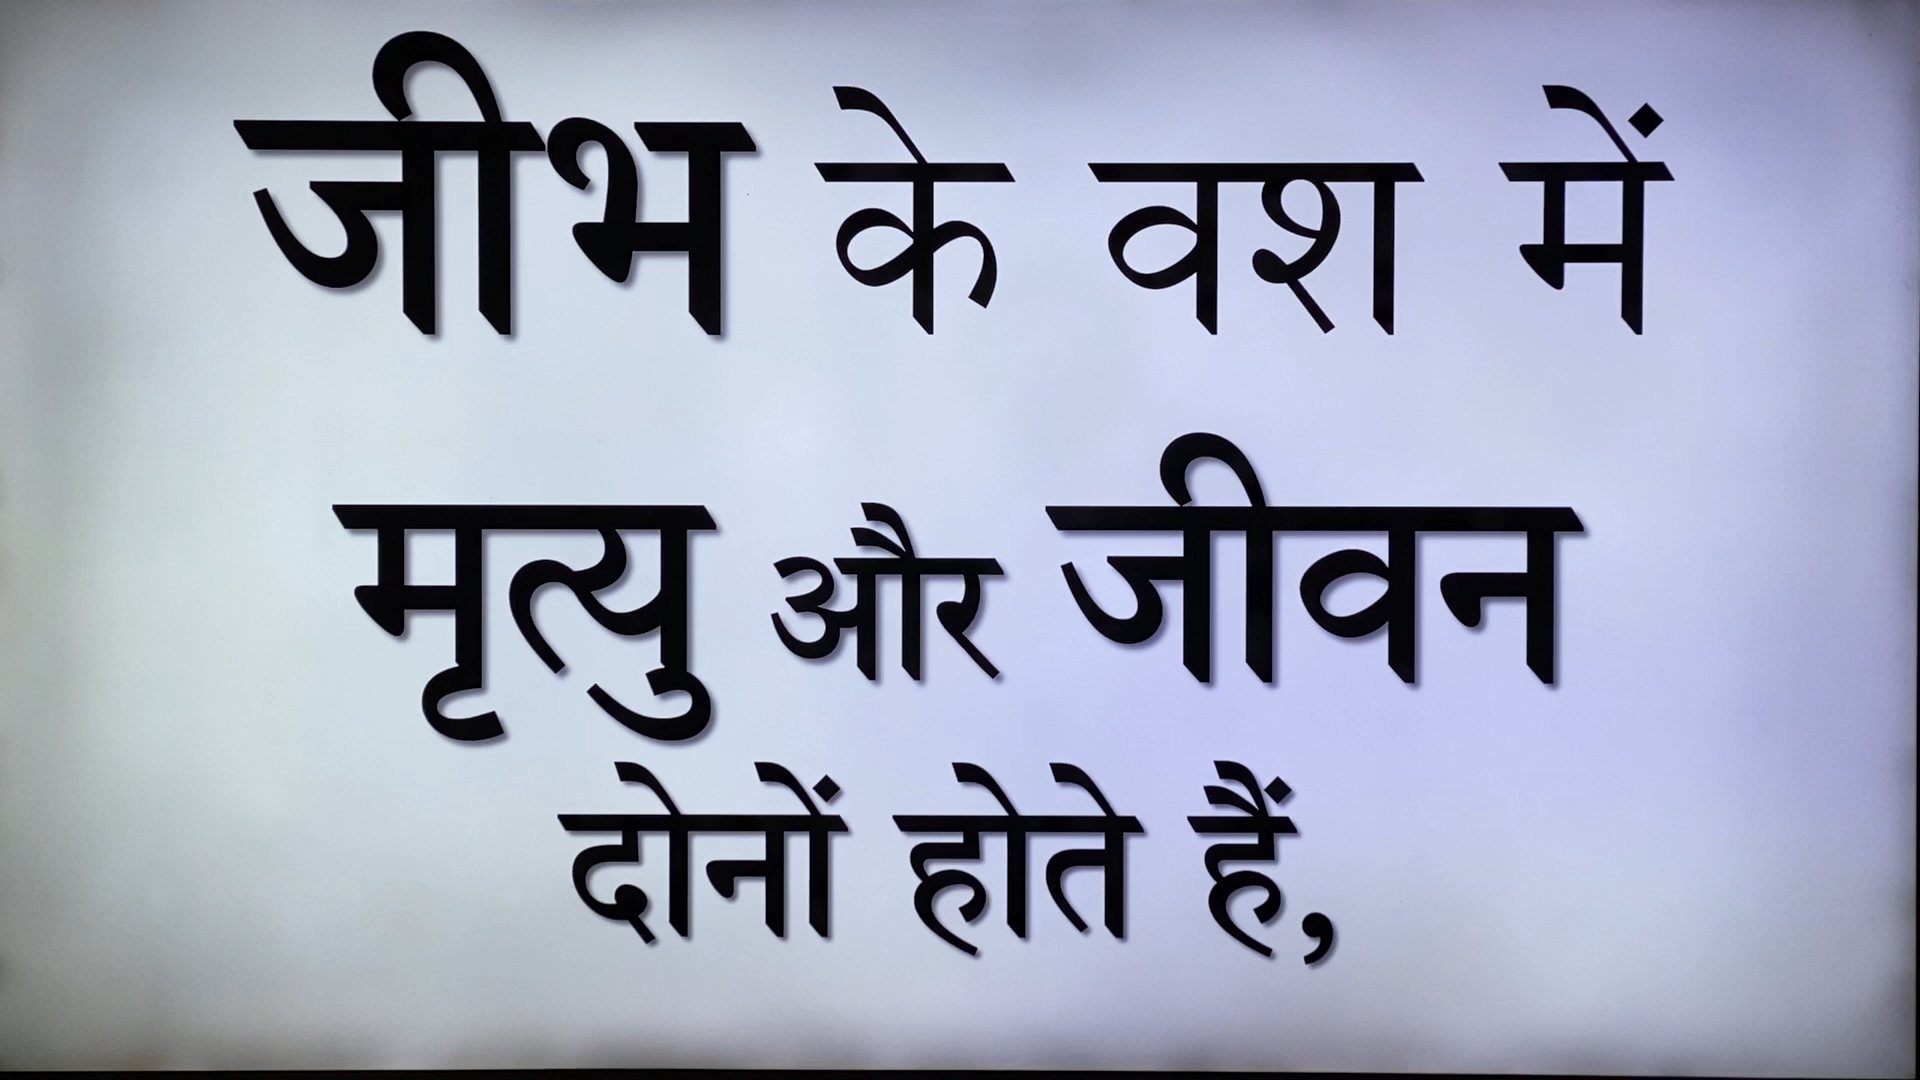 जीभ के वश में
मृत्यु और जीवन
दोनों होते हैं,